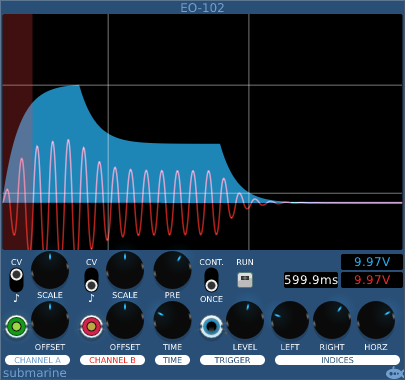 EO-102
CV CV CONT. RUN 9.97V
♪ SCALE ♪ SCALE PRE ONCE 599.9ms 9.97V
OFFSET OFFSET TIME LEVEL LEFT RIGHT HORZ
CHANNEL A CHANNEL B TIME TRIGGER INDICES
submarine